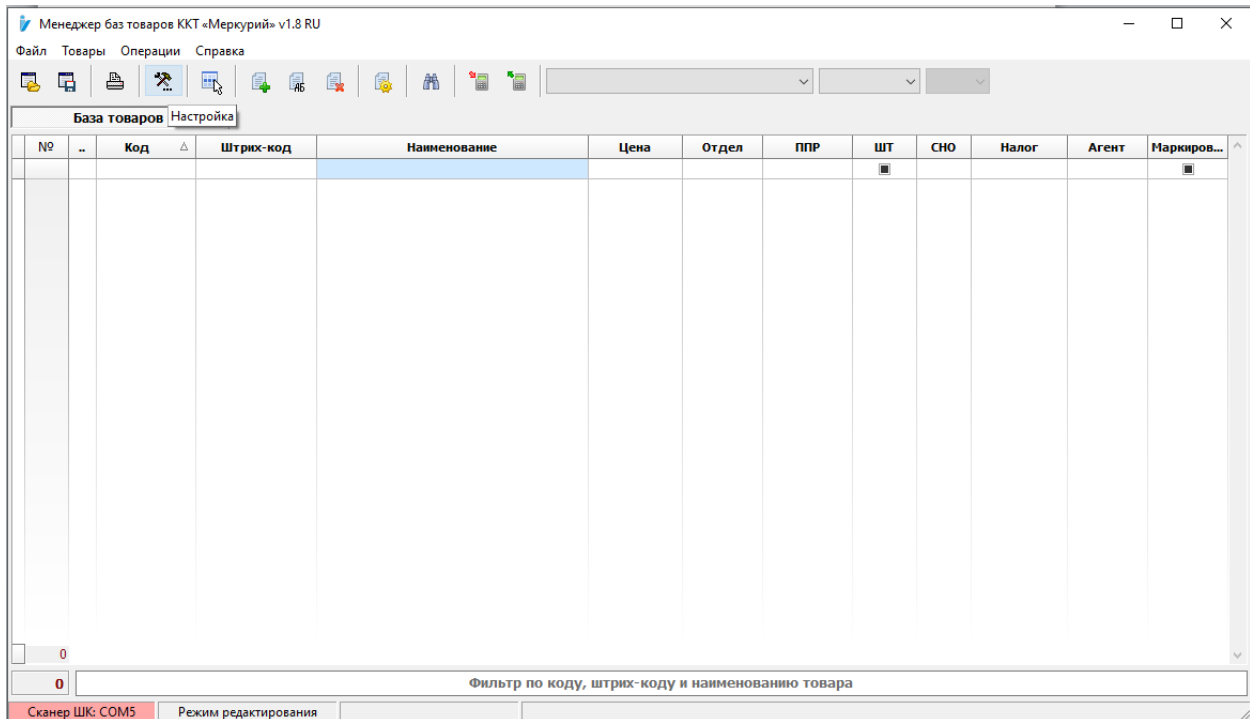 Менеджер баз товаров ККТ «Меркурий» v1.8 RU
Файл Товары Операции Справка
База товаров Настройка
№ .. Код Штрих-код Наименование Цена Отдел ППР ШТ СНО Налог Агент Маркиров...
0
0 Фильтр по коду, штрих-коду и наименованию товара
Сканер ШК: COM5 Режим редактирования